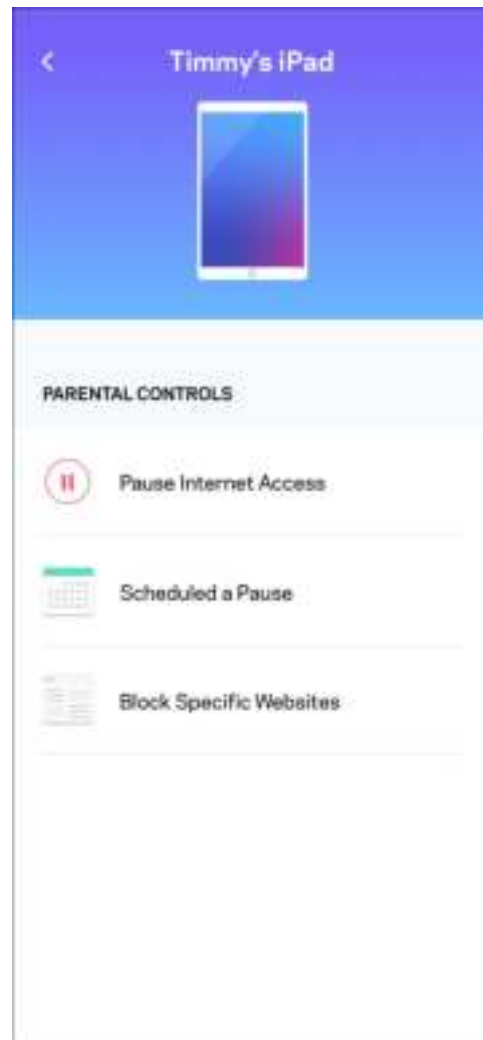 Timmy's iPad
PARENTAL CONTROLS
Pause Internet Access
Scheduled a Pause
Block Specific Websites